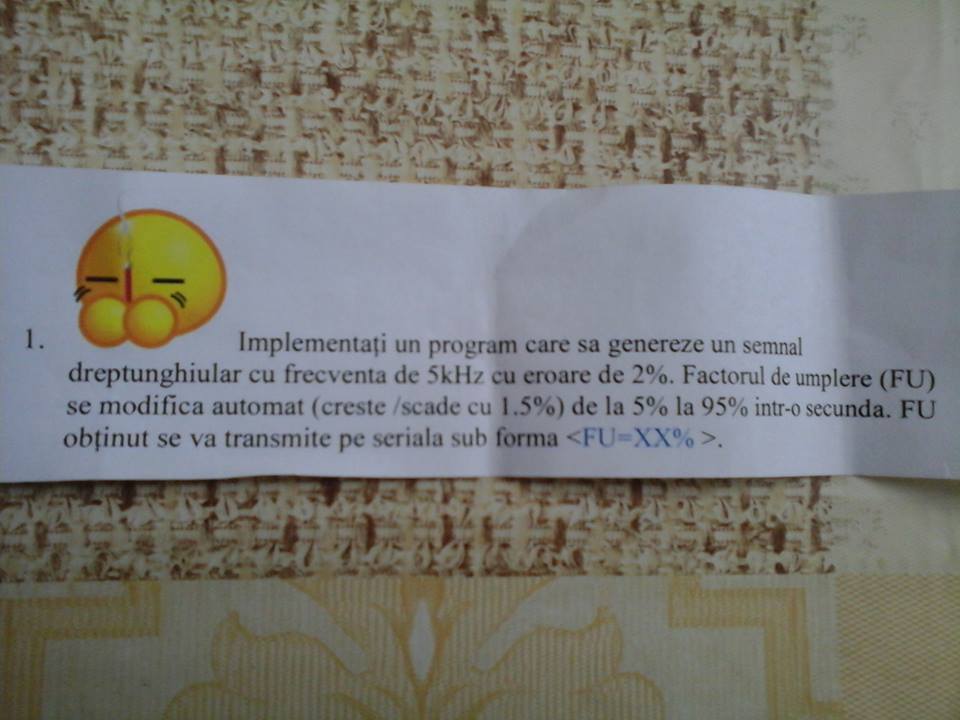 1. Implementați un program care sa genereze un semnal
dreptunghiular cu frecventa de 5kHz cu eroare de 2%. Factorul de umplere (FU)
se modifica automat (creste /scade cu 1.5%) de la 5% la 95% intr-o secunda. FU
obținut se va transmite pe seriala sub forma <FU=XX% >.